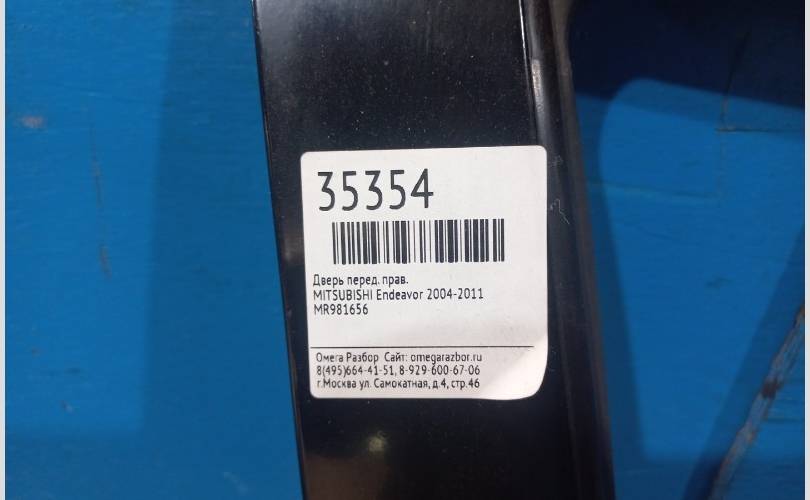 35354
Дверь перед. прав.
MITSUBISHI Endeavor 2004-2011
MR981656
Омега Разбор Сайт: omegarazbor.ru
8(495)664-41-51, 8-929-600-67-06
г.Москва ул. Самокатная, д.4, стр.46